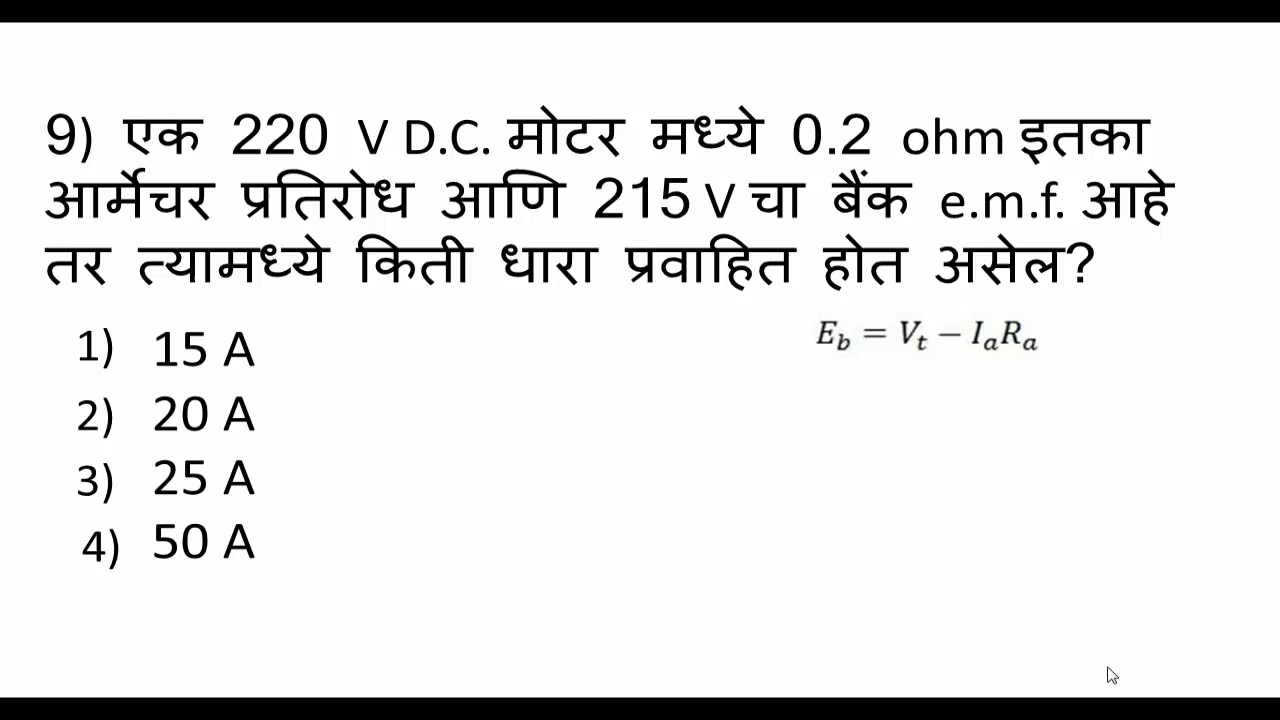 9) एक 220 V D.C. मोटर मध्ये 0.2 ohm इतका
आर्मेचर प्रतिरोध आणि 215 V चा बैंक e.m.f. आहे
तर त्यामध्ये किती धारा प्रवाहित होत असेल?
1) 15 A
E_b = V_t − I_a R_a
2) 20 A
3) 25 A
4) 50 A